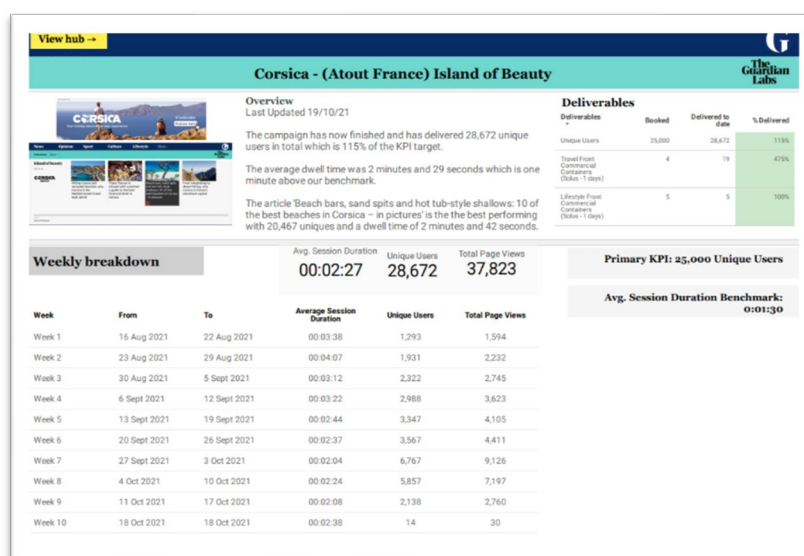 View hub →
G
Corsica - (Atout France) Island of Beauty
The
Guardian
Labs
CORSICA
Island of beauty
CORSICA
Overview
Last Updated 19/10/21
The campaign has now finished and has delivered 28,672 unique
users in total which is 115% of the KPI target.
The average dwell time was 2 minutes and 29 seconds which is one
minute above our benchmark.
The article 'Beach bars, sand spits and hot tub-style shallows: 10 of
the best beaches in Corsica – in pictures' is the the best performing
with 20,467 uniques and a dwell time of 2 minutes and 42 seconds.
Deliverables
Deliverables Booked Delivered to date % Delivered
Unique Users 25,000 28,672 115%
Travel Front
Commercial
Containers
(Solus - 1 days) 4 19 475%
Lifestyle Front
Commercial
Containers
(Solus - 1 days) 5 5 100%
Weekly breakdown
Avg. Session Duration Unique Users Total Page Views
00:02:27 28,672 37,823
Primary KPI: 25,000 Unique Users
Avg. Session Duration Benchmark:
0:01:30
Week From To Average Session Duration Unique Users Total Page Views
Week 1 16 Aug 2021 22 Aug 2021 00:03:38 1,293 1,594
Week 2 23 Aug 2021 29 Aug 2021 00:04:07 1,931 2,232
Week 3 30 Aug 2021 5 Sept 2021 00:03:12 2,322 2,745
Week 4 6 Sept 2021 12 Sept 2021 00:03:22 2,988 3,623
Week 5 13 Sept 2021 19 Sept 2021 00:02:44 3,347 4,105
Week 6 20 Sept 2021 26 Sept 2021 00:02:37 3,567 4,411
Week 7 27 Sept 2021 3 Oct 2021 00:02:04 6,767 9,126
Week 8 4 Oct 2021 10 Oct 2021 00:02:24 5,857 7,197
Week 9 11 Oct 2021 17 Oct 2021 00:02:08 2,138 2,760
Week 10 18 Oct 2021 18 Oct 2021 00:02:38 14 30